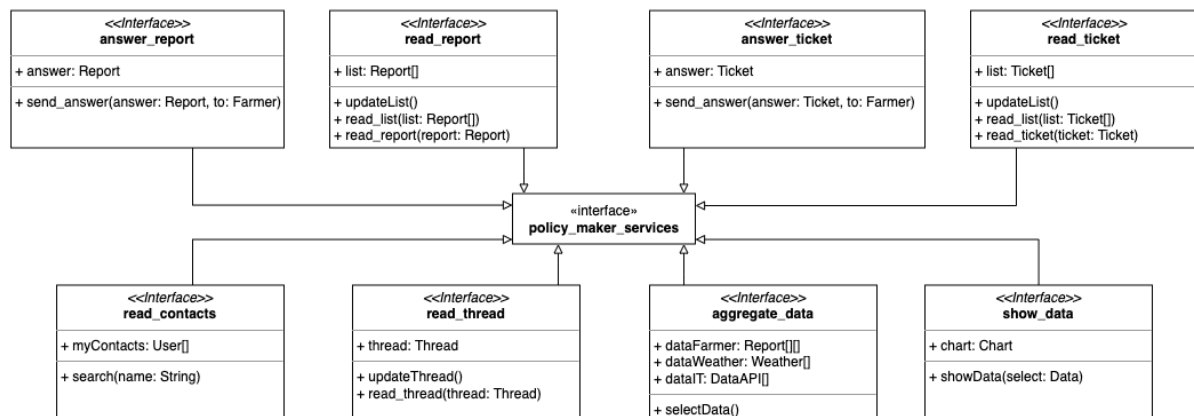 <<Interface>>
answer_report
+ answer: Report
+ send_answer(answer: Report, to: Farmer)
<<Interface>>
read_report
+ list: Report[]
+ updateList()
+ read_list(list: Report[])
+ read_report(report: Report)
<<Interface>>
answer_ticket
+ answer: Ticket
+ send_answer(answer: Ticket, to: Farmer)
<<Interface>>
read_ticket
+ list: Ticket[]
+ updateList()
+ read_list(list: Ticket[])
+ read_ticket(ticket: Ticket)
«interface»
policy_maker_services
<<Interface>>
read_contacts
+ myContacts: User[]
+ search(name: String)
<<Interface>>
read_thread
+ thread: Thread
+ updateThread()
+ read_thread(thread: Thread)
<<Interface>>
aggregate_data
+ dataFarmer: Report[][]
+ dataWeather: Weather[]
+ dataIT: DataAPI[]
+ selectData()
<<Interface>>
show_data
+ chart: Chart
+ showData(select: Data)